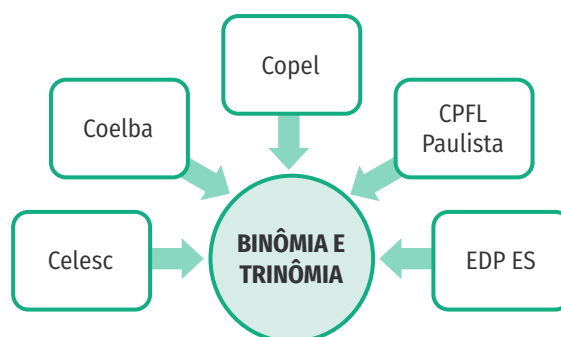 Copel
Coelba
CPFL
Paulista
Celesc
BINÔMIA E
TRINÔMIA
EDP ES